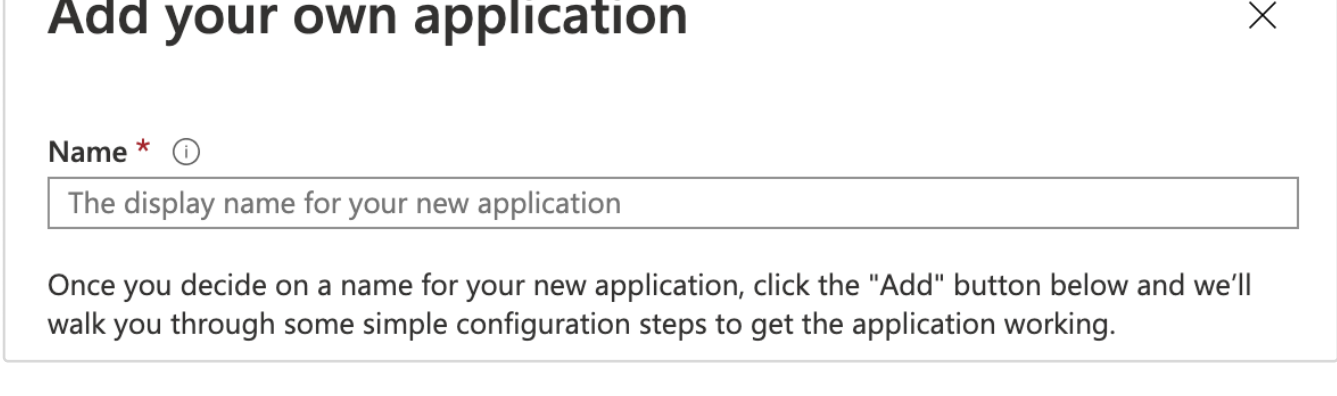 Add your own application
Name *
The display name for your new application
Once you decide on a name for your new application, click the "Add" button below and we’ll
walk you through some simple configuration steps to get the application working.